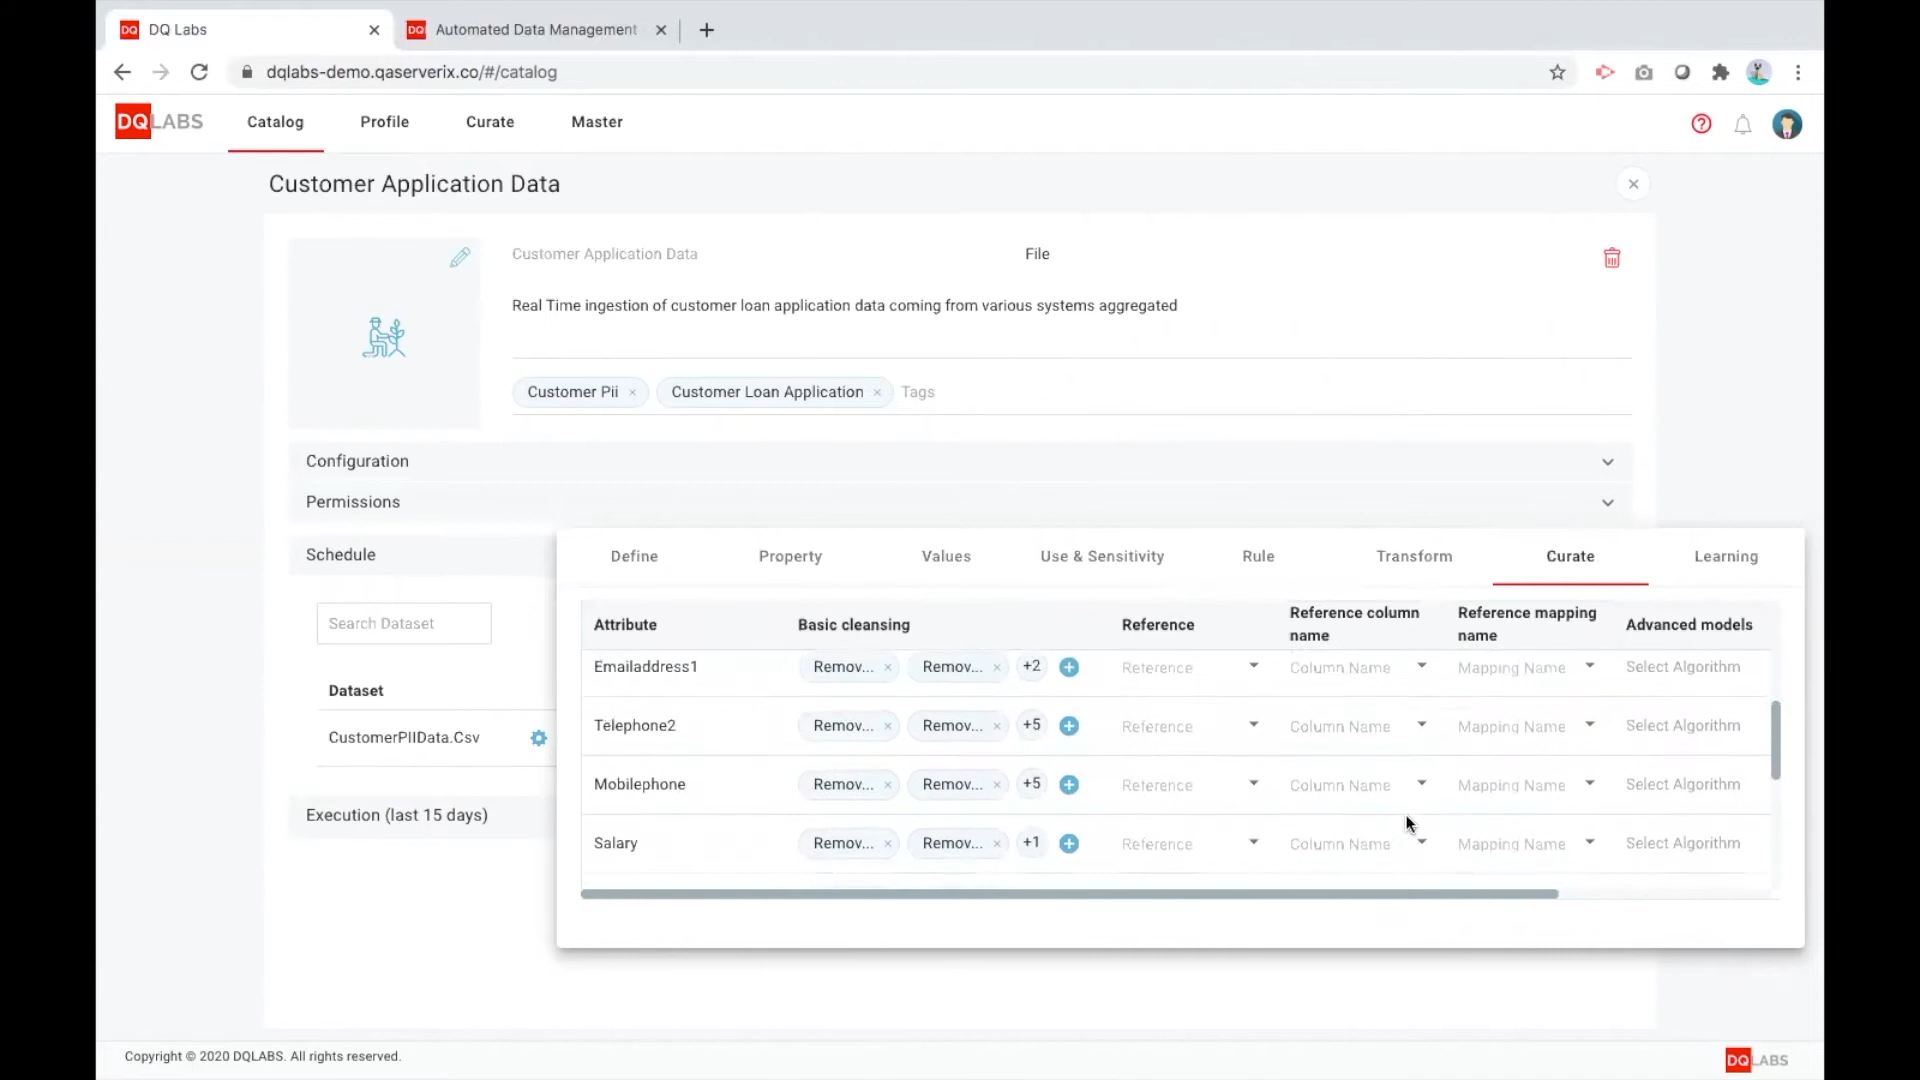 DQ DQ Labs
DQ Automated Data Management
dqlabs-demo.qaserverix.co/#/catalog
DQLABS Catalog Profile Curate Master
Customer Application Data
Customer Application Data File
Real Time ingestion of customer loan application data coming from various systems aggregated
Customer Pii × Customer Loan Application × Tags
Configuration
Permissions
Schedule
Search Dataset
Dataset
CustomerPIIData.Csv
Execution (last 15 days)
Define Property Values Use & Sensitivity Rule Transform Curate Learning
Attribute Basic cleansing Reference Reference column name Reference mapping name Advanced models
Emailaddress1 Remov... × Remov... × +2 Reference Column Name Mapping Name Select Algorithm
Telephone2 Remov... × Remov... × +5 Reference Column Name Mapping Name Select Algorithm
Mobilephone Remov... × Remov... × +5 Reference Column Name Mapping Name Select Algorithm
Salary Remov... × Remov... × +1 Reference Column Name Mapping Name Select Algorithm
Copyright © 2020 DQLABS. All rights reserved.
DQLABS